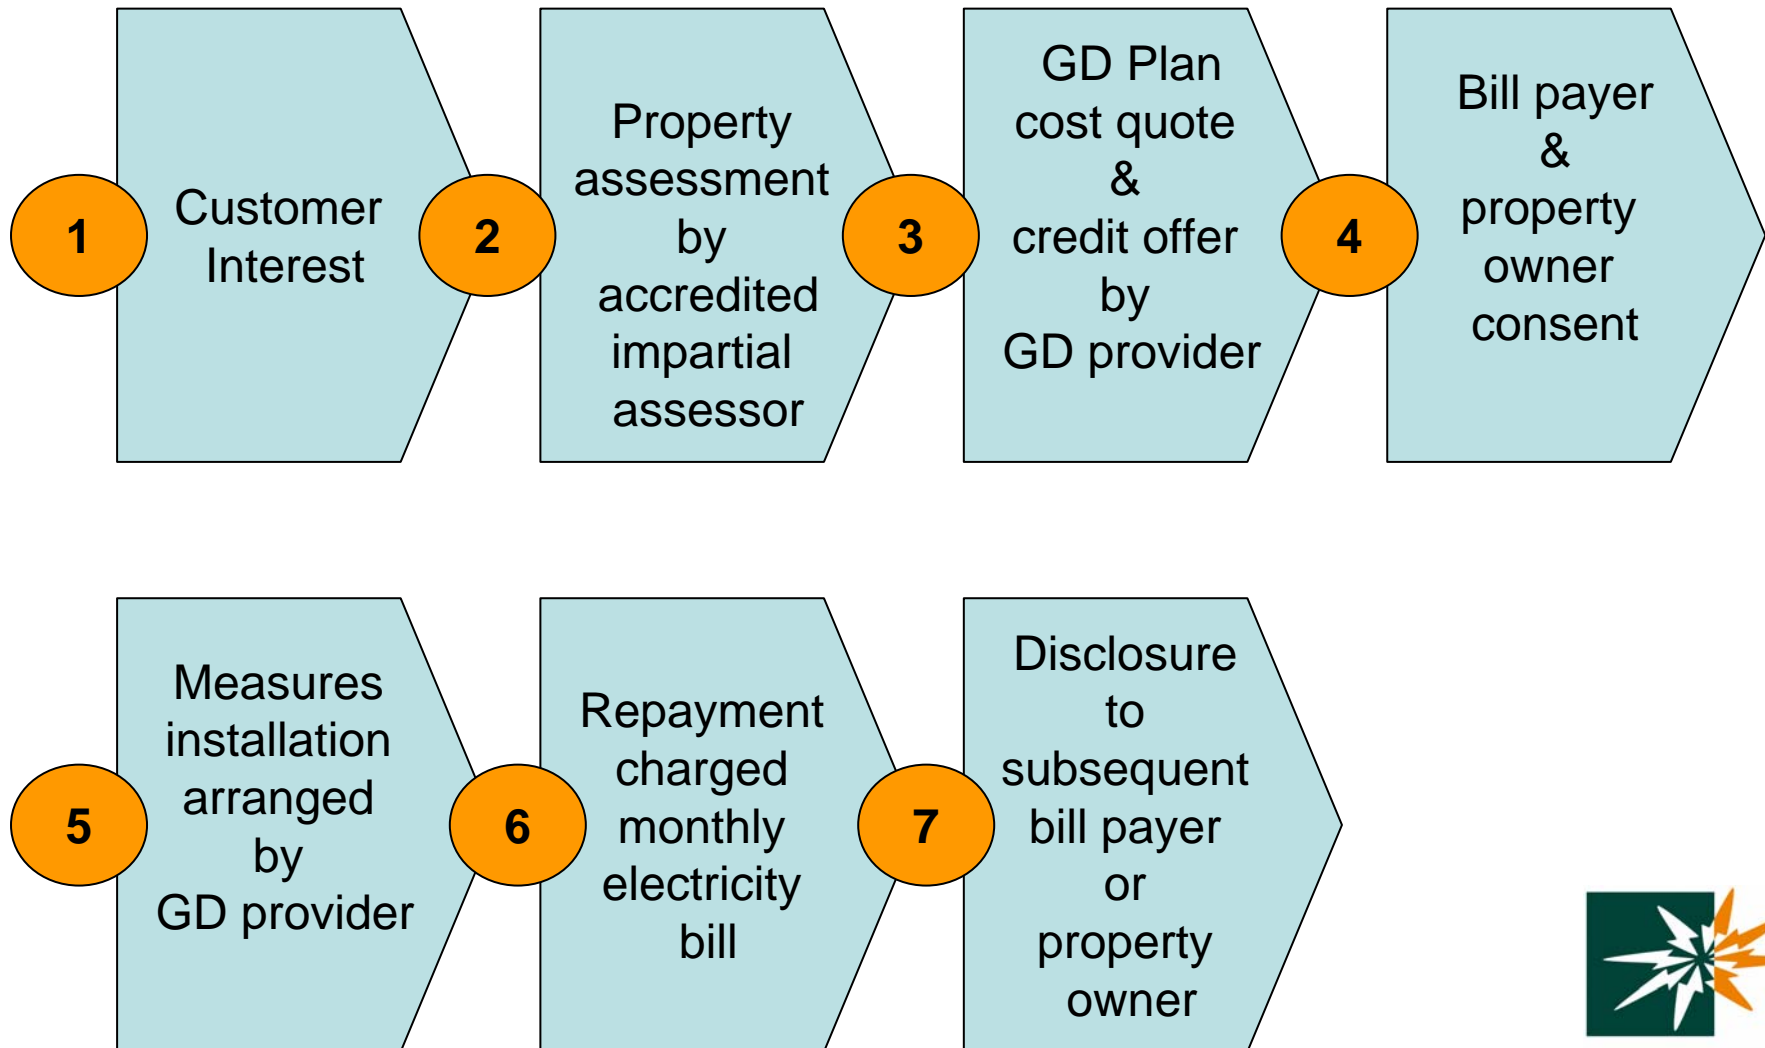 1
Customer
Interest
2
Property
assessment
by
accredited
impartial
assessor
3
GD Plan
cost quote
&
credit offer
by
GD provider
4
Bill payer
&
property
owner
consent
5
Measures
installation
arranged
by
GD provider
6
Repayment
charged
monthly
electricity
bill
7
Disclosure
to
subsequent
bill payer
or
property
owner